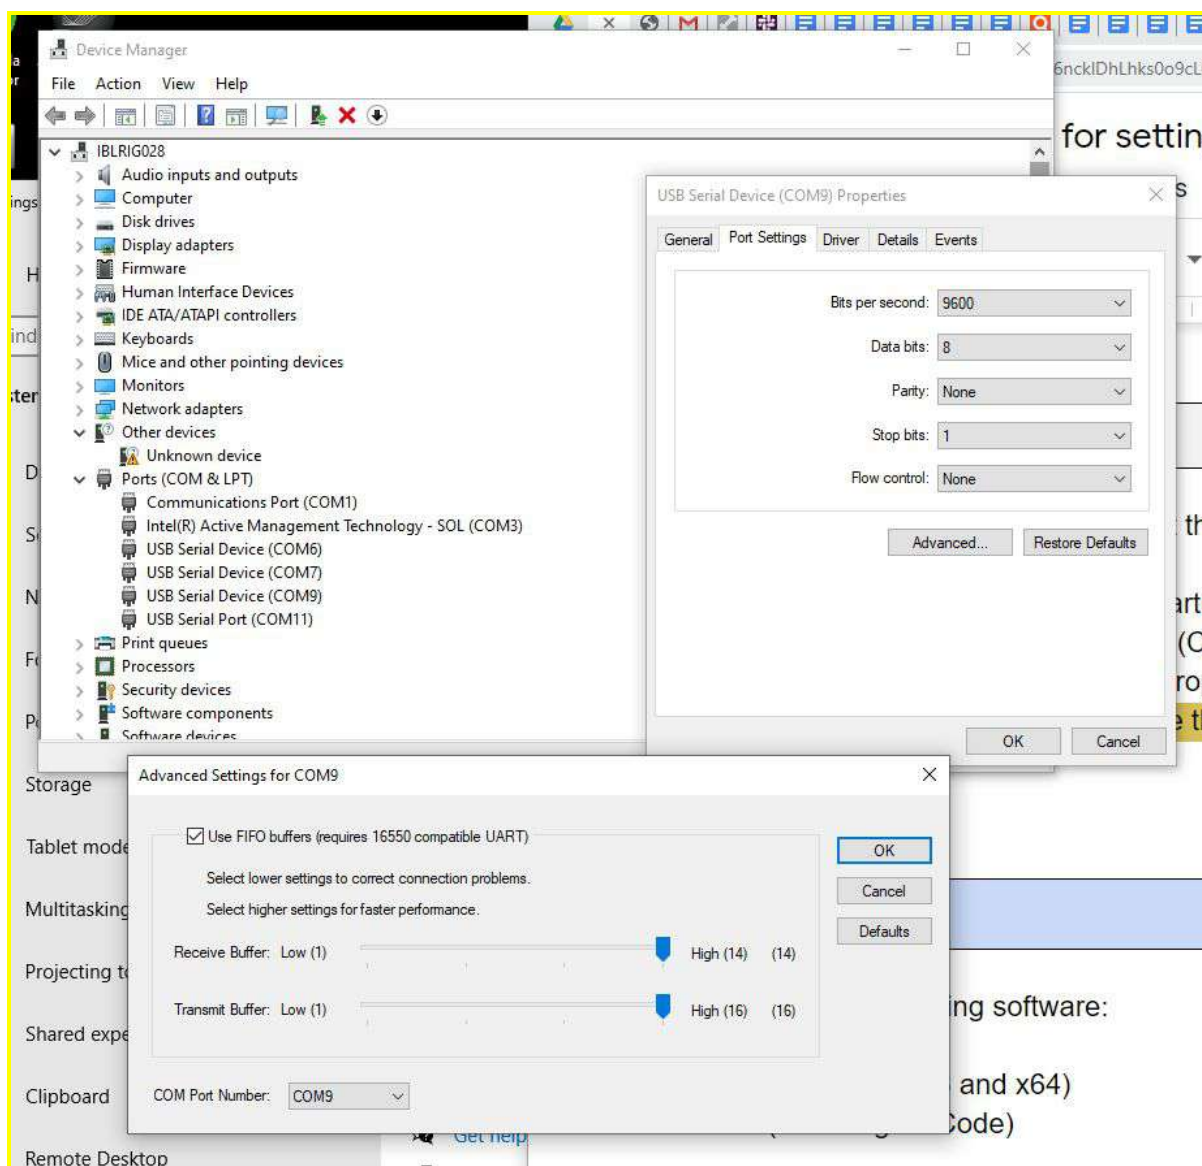 Device Manager
File Action View Help
IBLRIG028
Audio inputs and outputs
Computer
Disk drives
Display adapters
Firmware
Human Interface Devices
IDE ATA/ATAPI controllers
Keyboards
Mice and other pointing devices
Monitors
Network adapters
Other devices
Unknown device
Ports (COM & LPT)
Communications Port (COM1)
Intel(R) Active Management Technology - SOL (COM3)
USB Serial Device (COM6)
USB Serial Device (COM7)
USB Serial Device (COM9)
USB Serial Port (COM11)
Print queues
Processors
Security devices
Software components
Software devices
USB Serial Device (COM9) Properties
General Port Settings Driver Details Events
Bits per second: 9600
Data bits: 8
Parity: None
Stop bits: 1
Flow control: None
Advanced... Restore Defaults
OK Cancel
Advanced Settings for COM9
Use FIFO buffers (requires 16550 compatible UART)
Select lower settings to correct connection problems.
Select higher settings for faster performance.
Receive Buffer: Low (1) High (14) (14)
Transmit Buffer: Low (1) High (16) (16)
COM Port Number: COM9
OK
Cancel
Defaults
Storage
Tablet mode
Multitasking
Projecting to
Shared expe
Clipboard
Remote Desktop
Get help
6ncklDhLhks0o9cL
for settin
ing software:
and x64)
Code)